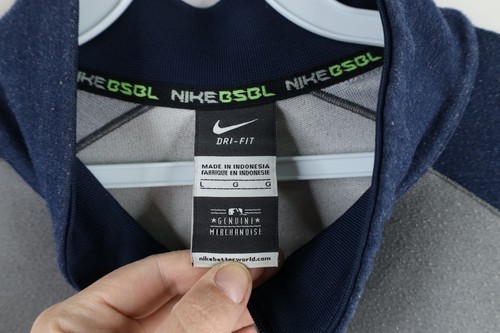 NIKEBSBL NIKEBSBL NIKEBSBL
DRI-FIT
MADE IN INDONESIA
FABRIQUE EN INDONESIE
L G G
GENUINE
MERCHANDISE
nikebetterworld.com